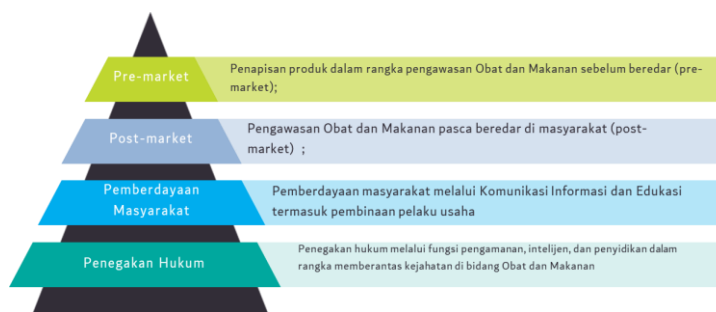 Pre-market
Penapisan produk dalam rangka pengawasan Obat dan Makanan sebelum beredar (pre-
market);
Post-market
Pengawasan Obat dan Makanan pasca beredar di masyarakat (post-
market) ;
Pemberdayaan
Masyarakat
Pemberdayaan masyarakat melalui Komunikasi Informasi dan Edukasi
termasuk pembinaan pelaku usaha
Penegakan Hukum
Penegakan hukum melalui fungsi pengamanan, intelijen, dan penyidikan dalam
rangka memberantas kejahatan di bidang Obat dan Makanan